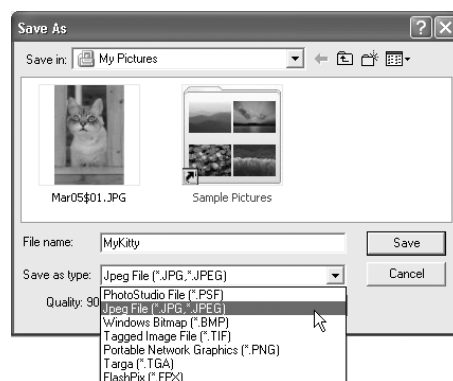 Save As
Save in: My Pictures
Mar05$01.JPG Sample Pictures
File name: MyKitty Save
Save as type: Jpeg File (*.JPG,*.JPEG) Cancel
Quality: 90
PhotoStudio File (*.PSF)
Jpeg File (*.JPG,*.JPEG)
Windows Bitmap (*.BMP)
Tagged Image File (*.TIF)
Portable Network Graphics (*.PNG)
Targa (*.TGA)
FlashPix (*.FPX)